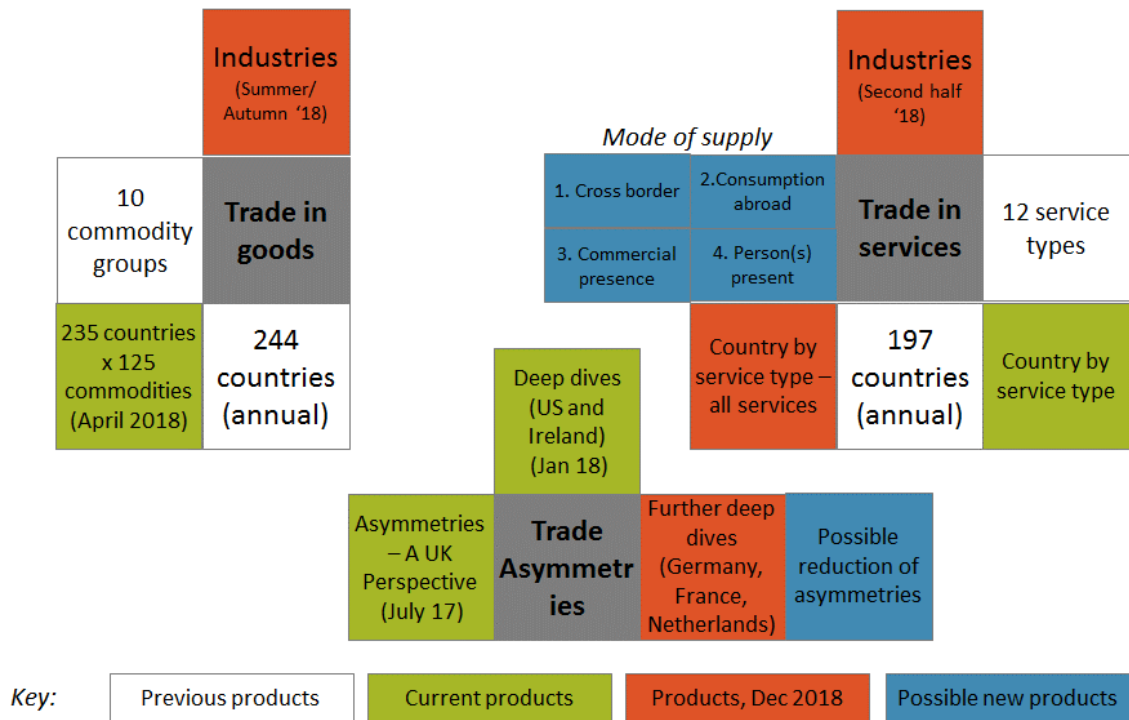 Industries
(Summer/
Autumn ‘18)
10
commodity
groups
Trade in
goods
235 countries
x 125
commodities
(April 2018)
244
countries
(annual)
Industries
(Second half
‘18)
Mode of supply
1. Cross border
2.Consumption
abroad
3. Commercial
presence
4. Person(s)
present
Trade in
services
12 service
types
Country by
service type –
all services
197
countries
(annual)
Country by
service type
Deep dives
(US and
Ireland)
(Jan 18)
Asymmetries
– A UK
Perspective
(July 17)
Trade
Asymmetr
ies
Further deep
dives
(Germany,
France,
Netherlands)
Possible
reduction of
asymmetries
Key:
Previous products
Current products
Products, Dec 2018
Possible new products